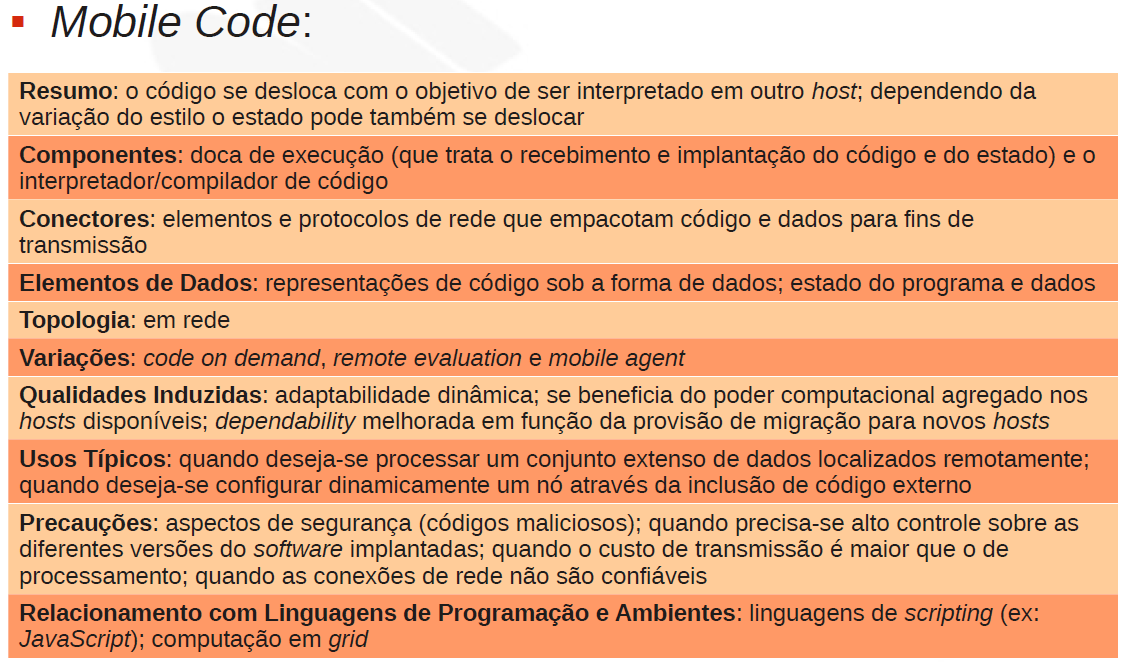 Mobile Code:
Resumo: o código se desloca com o objetivo de ser interpretado em outro host; dependendo da
variação do estilo o estado pode também se deslocar
Componentes: doca de execução (que trata o recebimento e implantação do código e do estado) e o
interpretador/compilador de código
Conectores: elementos e protocolos de rede que empacotam código e dados para fins de
transmissão
Elementos de Dados: representações de código sob a forma de dados; estado do programa e dados
Topologia: em rede
Variações: code on demand, remote evaluation e mobile agent
Qualidades Induzidas: adaptabilidade dinâmica; se beneficia do poder computacional agregado nos
hosts disponíveis; dependability melhorada em função da provisão de migração para novos hosts
Usos Típicos: quando deseja-se processar um conjunto extenso de dados localizados remotamente;
quando deseja-se configurar dinamicamente um nó através da inclusão de código externo
Precauções: aspectos de segurança (códigos maliciosos); quando precisa-se alto controle sobre as
diferentes versões do software implantadas; quando o custo de transmissão é maior que o de
processamento; quando as conexões de rede não são confiáveis
Relacionamento com Linguagens de Programação e Ambientes: linguagens de scripting (ex:
JavaScript); computação em grid